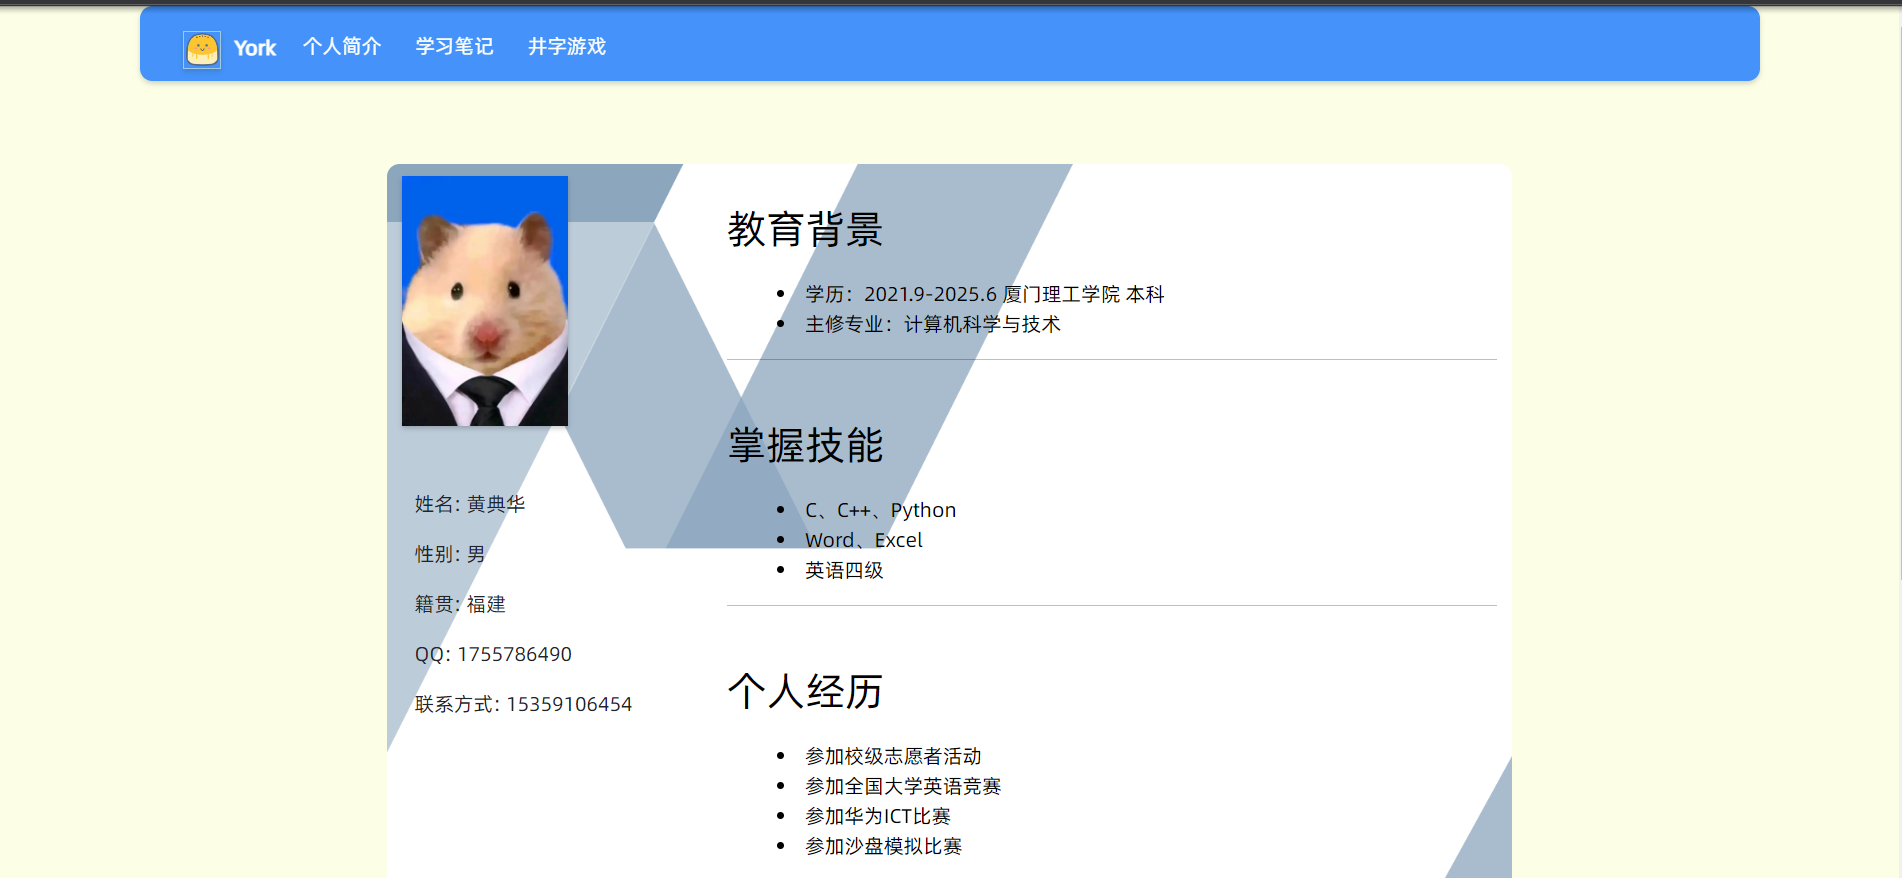 York 个人简介 学习笔记 井字游戏
姓名: 黄典华
性别: 男
籍贯: 福建
QQ: 1755786490
联系方式: 15359106454
教育背景
学历：2021.9-2025.6 厦门理工学院 本科
主修专业：计算机科学与技术
掌握技能
C、C++、Python
Word、Excel
英语四级
个人经历
参加校级志愿者活动
参加全国大学英语竞赛
参加华为ICT比赛
参加沙盘模拟比赛